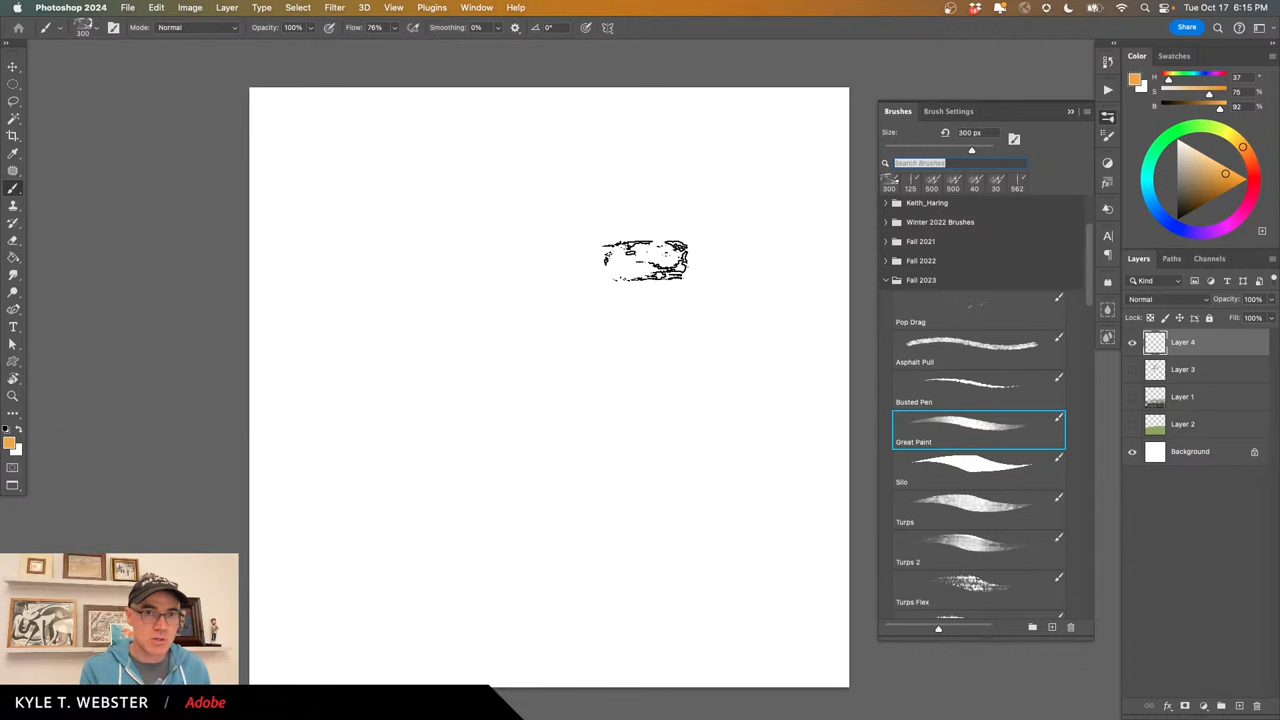 Photoshop 2024 File Edit Image Layer Type Select Filter 3D View Plugins Window Help Tue Oct 17 6:15 PM
300 Mode: Normal Opacity: 100% Flow: 76% Smoothing: 0% 0° Share
Color Swatches
H 37 °
S 75 %
B 92 %
Brushes Brush Settings
Size: 300 px
Search Brushes
300 125 500 500 40 30 562
Keith_Haring
Winter 2022 Brushes
Fall 2021
Fall 2022
Fall 2023
Pop Drag
Asphalt Pull
Busted Pen
Great Paint
Silo
Turps
Turps 2
Turps Flex
Layers Paths Channels
Kind
Normal Opacity: 100%
Lock: Fill: 100%
Layer 4
Layer 3
Layer 1
Layer 2
Background
KYLE T. WEBSTER / Adobe